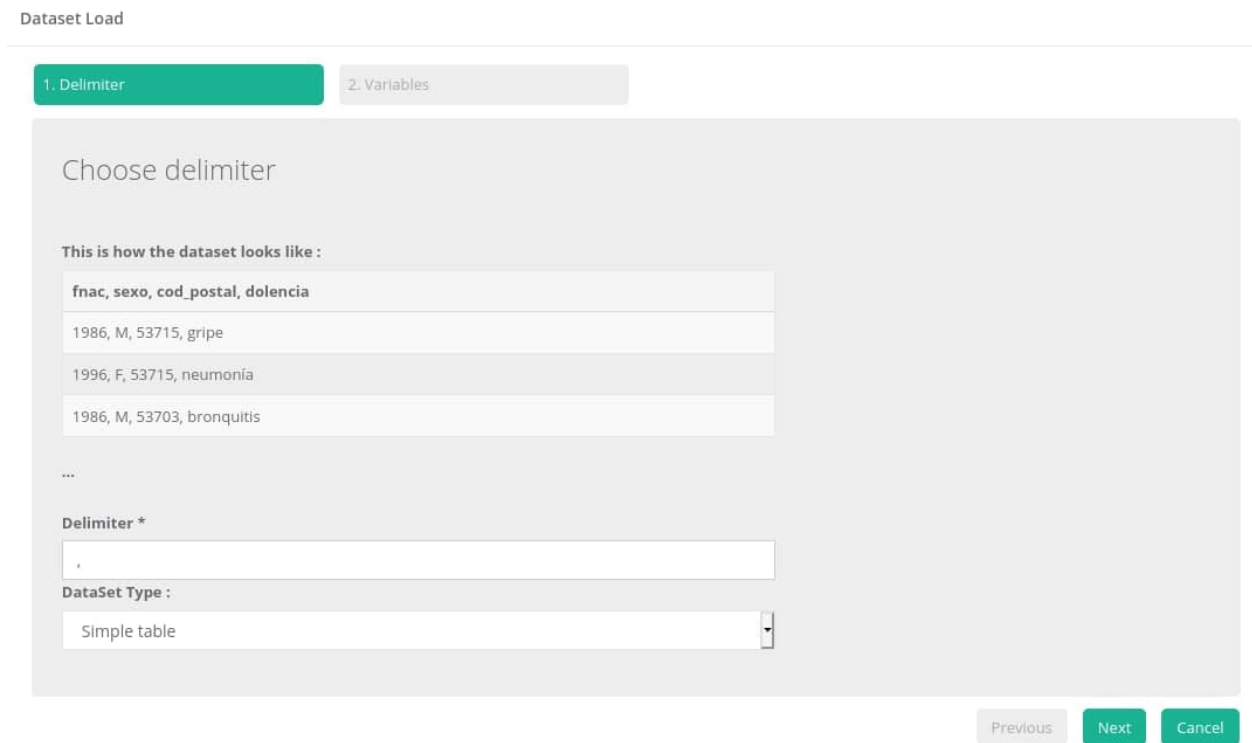 Dataset Load
1. Delimiter
2. Variables
Choose delimiter
This is how the dataset looks like :
fnac, sexo, cod_postal, dolencia
1986, M, 53715, gripe
1996, F, 53715, neumonía
1986, M, 53703, bronquitis
...
Delimiter *
,
DataSet Type :
Simple table
Previous
Next
Cancel